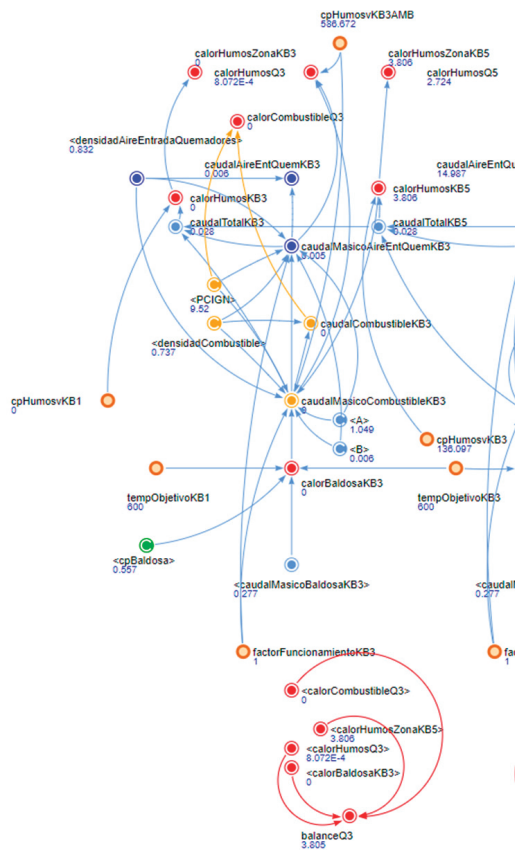 cpHumosvKB3AMB
586.672
calorHumosZonaKB3
0
calorHumosQ3
8.072E-4
calorHumosZonaKB5
3.806
calorHumosQ5
2.724
calorCombustibleQ3
0
<densidadAireEntradaQuemadores>
0.832
caudalAireEntQuemKB3
0.006
caudalAireEntQu
14.987
calorHumosKB3
0
calorHumosKB5
3.806
caudalTotalKB3
0.028
caudalTotalKB5
0.028
caudalMasicoAireEntQuemKB3
0.005
<PCIGN>
9.52
caudalCombustibleKB3
0
<densidadCombustible>
0.737
cpHumosvKB1
0
caudalMasicoCombustibleKB3
0
<A>
1.049
<B>
0.006
cpHumosvKB3
136.097
calorBaldosaKB3
0
tempObjetivoKB1
600
tempObjetivoKB3
600
<cpBaldosa>
0.557
<caudalMasicoBaldosaKB3>
0.277
<caudalM
0.277
factorFuncionamientoKB3
1
fac
1
<calorCombustibleQ3>
0
<calorHumosZonaKB5>
3.806
<calorHumosQ3>
8.072E-4
<calorBaldosaKB3>
0
balanceQ3
3.805